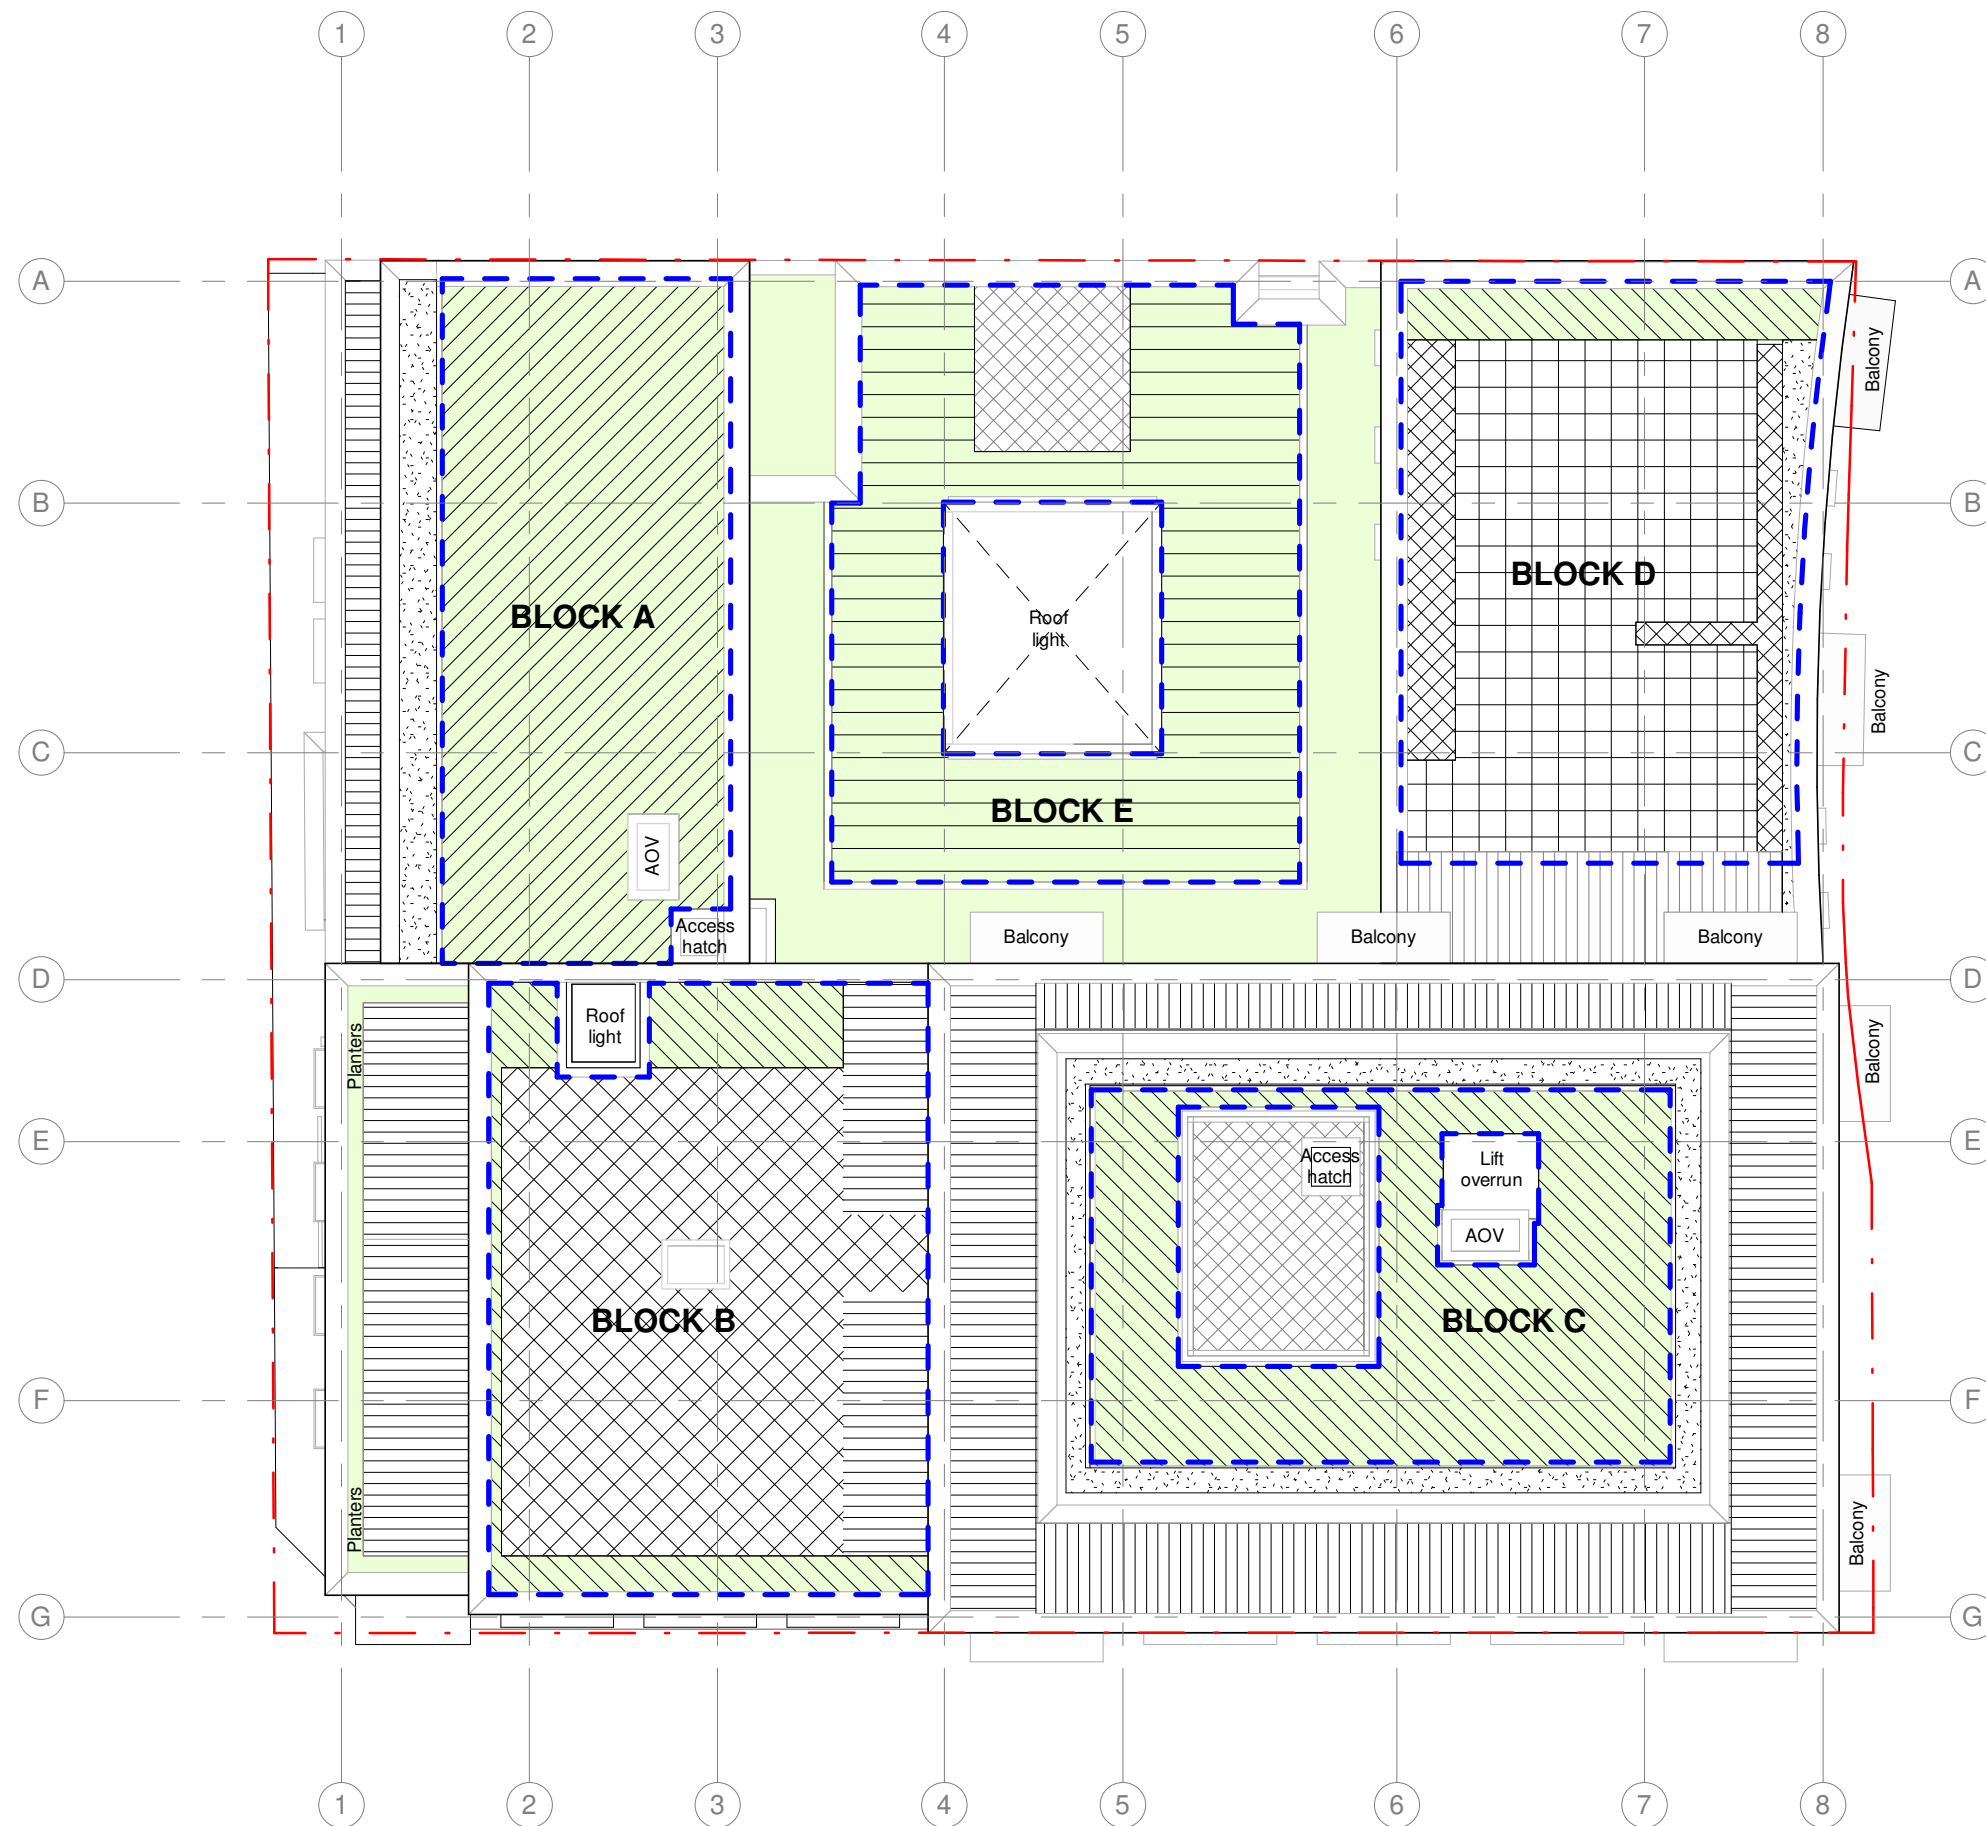 1 2 3 4 5 6 7 8
A A
Balcony
B B
BLOCK D
BLOCK A
Roof
light
Balcony
C C
BLOCK E
AOV
Access
hatch
Balcony Balcony Balcony
D D
Roof
light
Planters
Balcony
E E
Access
hatch
Lift
overrun
AOV
BLOCK B
BLOCK C
F F
Planters
Balcony
G G
1 2 3 4 5 6 7 8